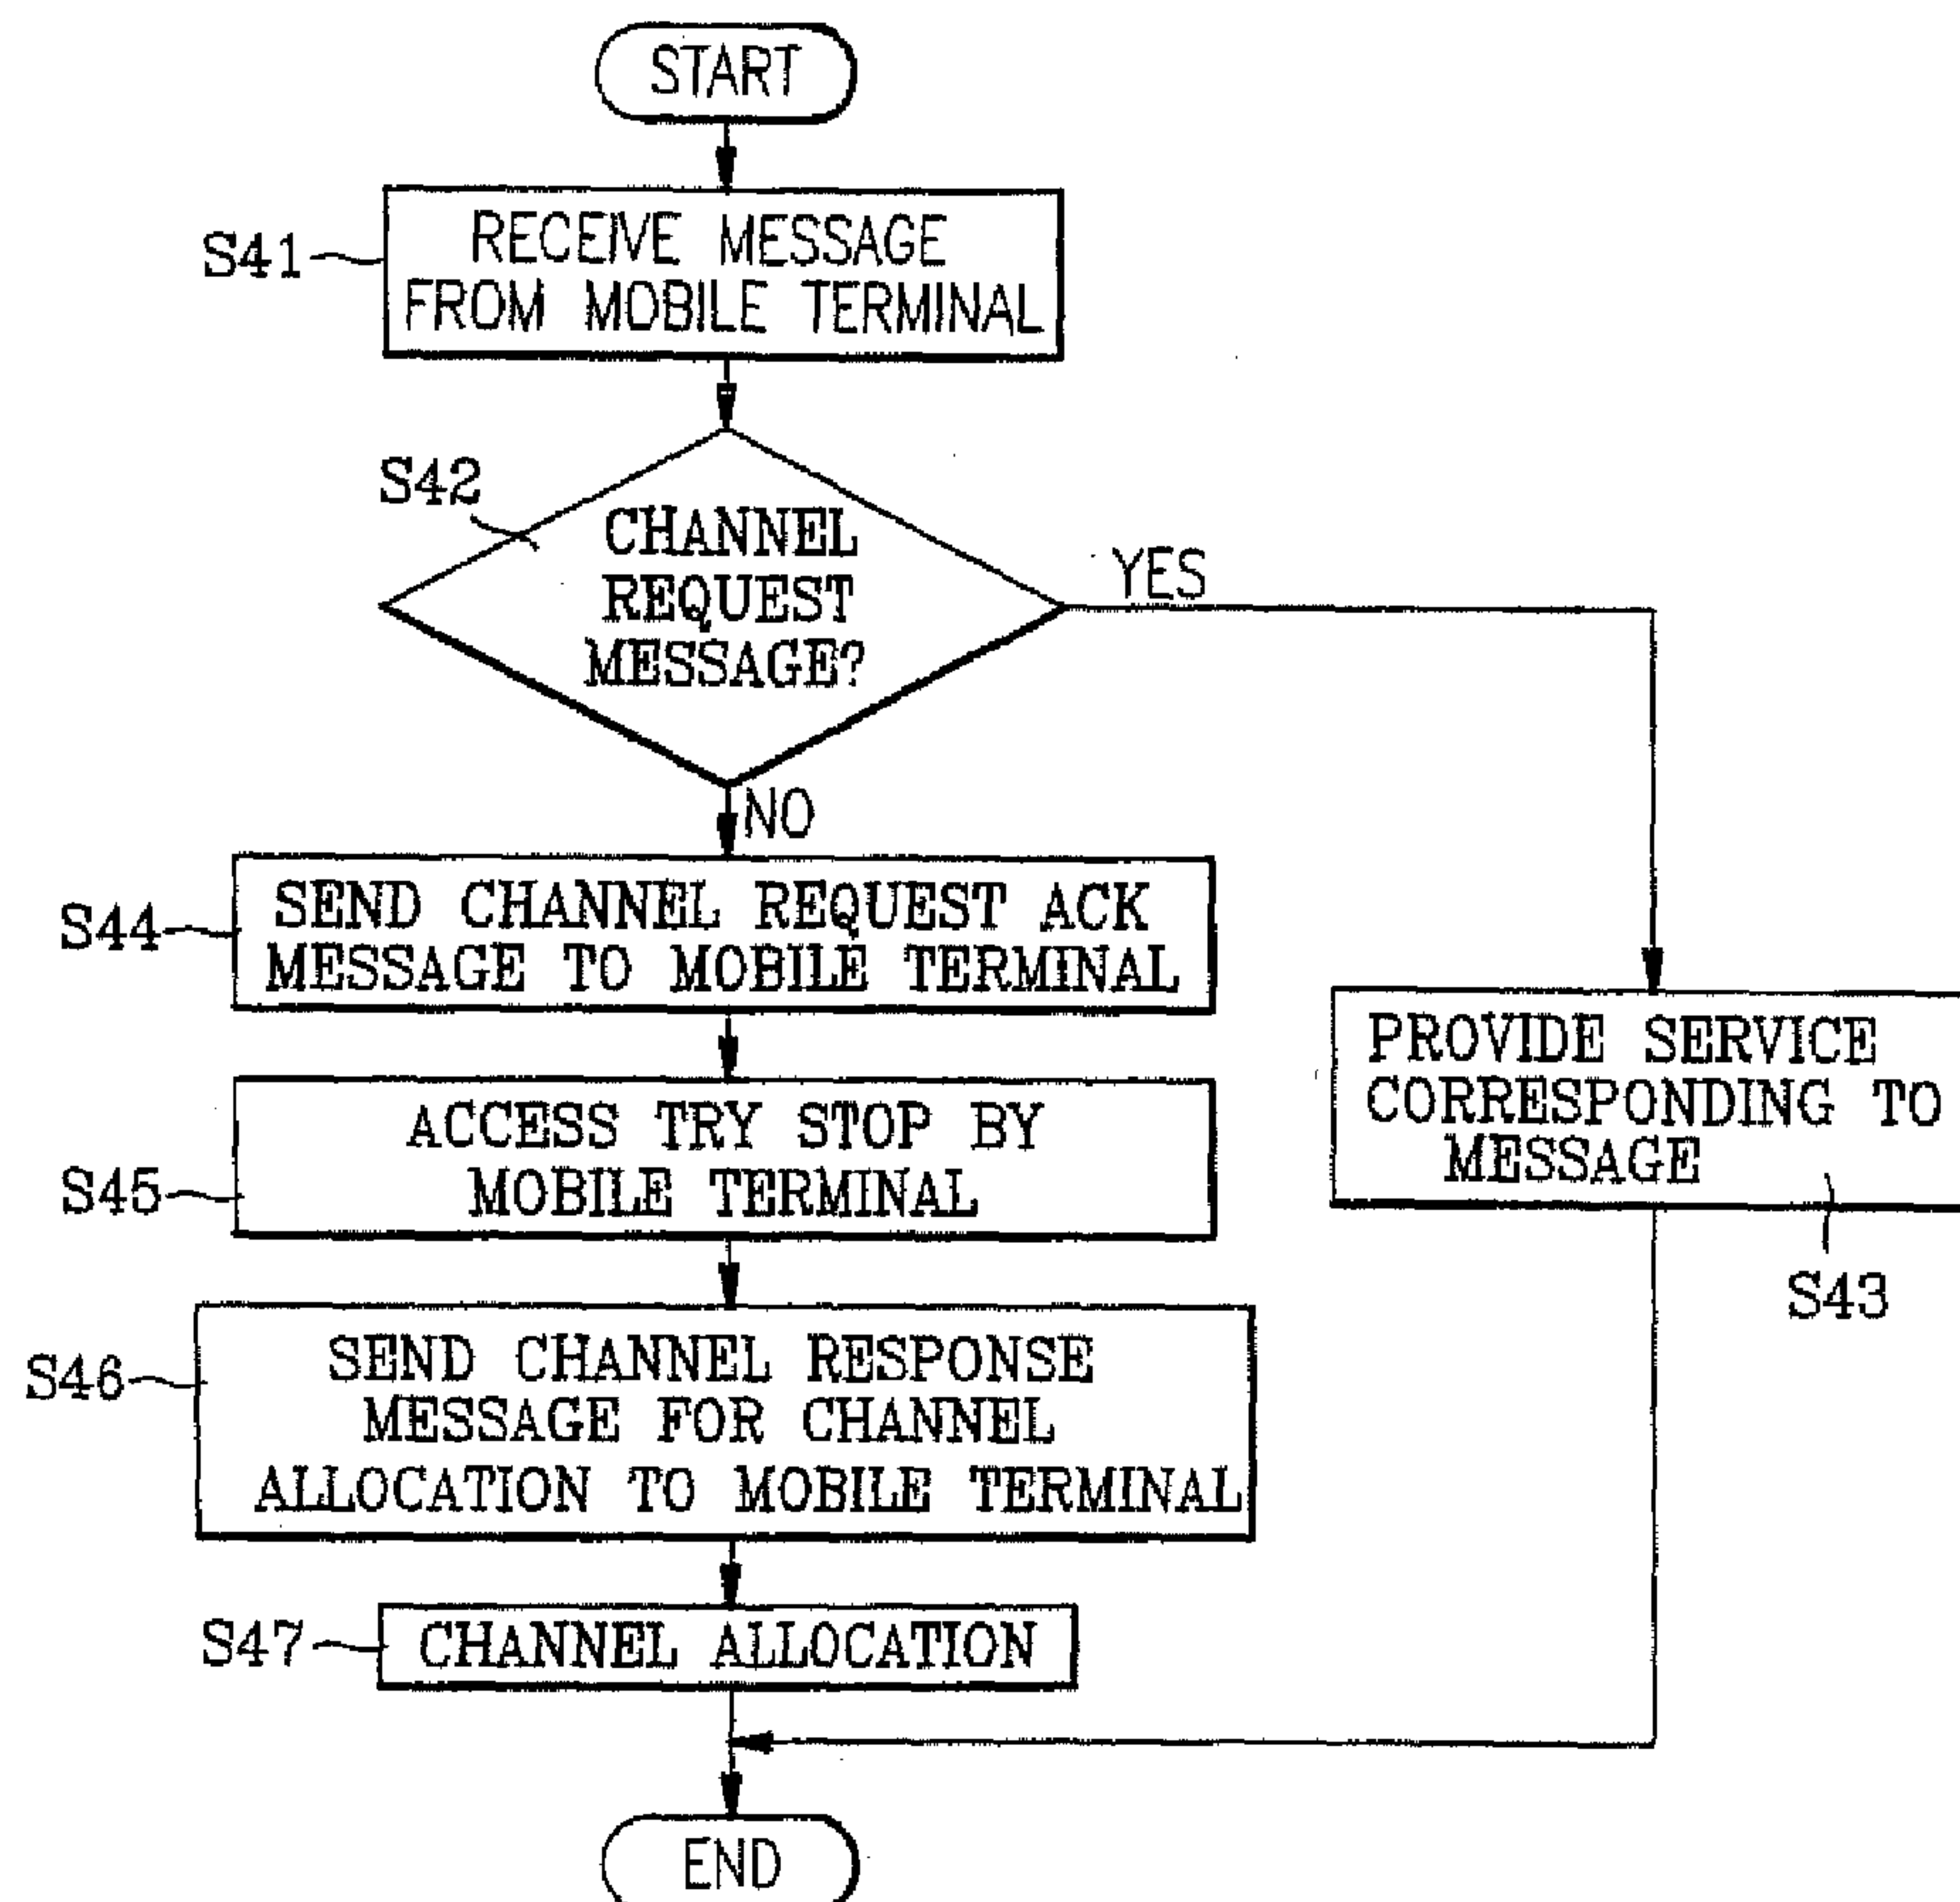 START
S41
RECEIVE MESSAGE
FROM MOBILE TERMINAL
S42
CHANNEL
REQUEST
MESSAGE?
YES
NO
S44
SEND CHANNEL REQUEST ACK
MESSAGE TO MOBILE TERMINAL
PROVIDE SERVICE
CORRESPONDING TO
MESSAGE
S43
S45
ACCESS TRY STOP BY
MOBILE TERMINAL
S46
SEND CHANNEL RESPONSE
MESSAGE FOR CHANNEL
ALLOCATION TO MOBILE TERMINAL
S47
CHANNEL ALLOCATION
END